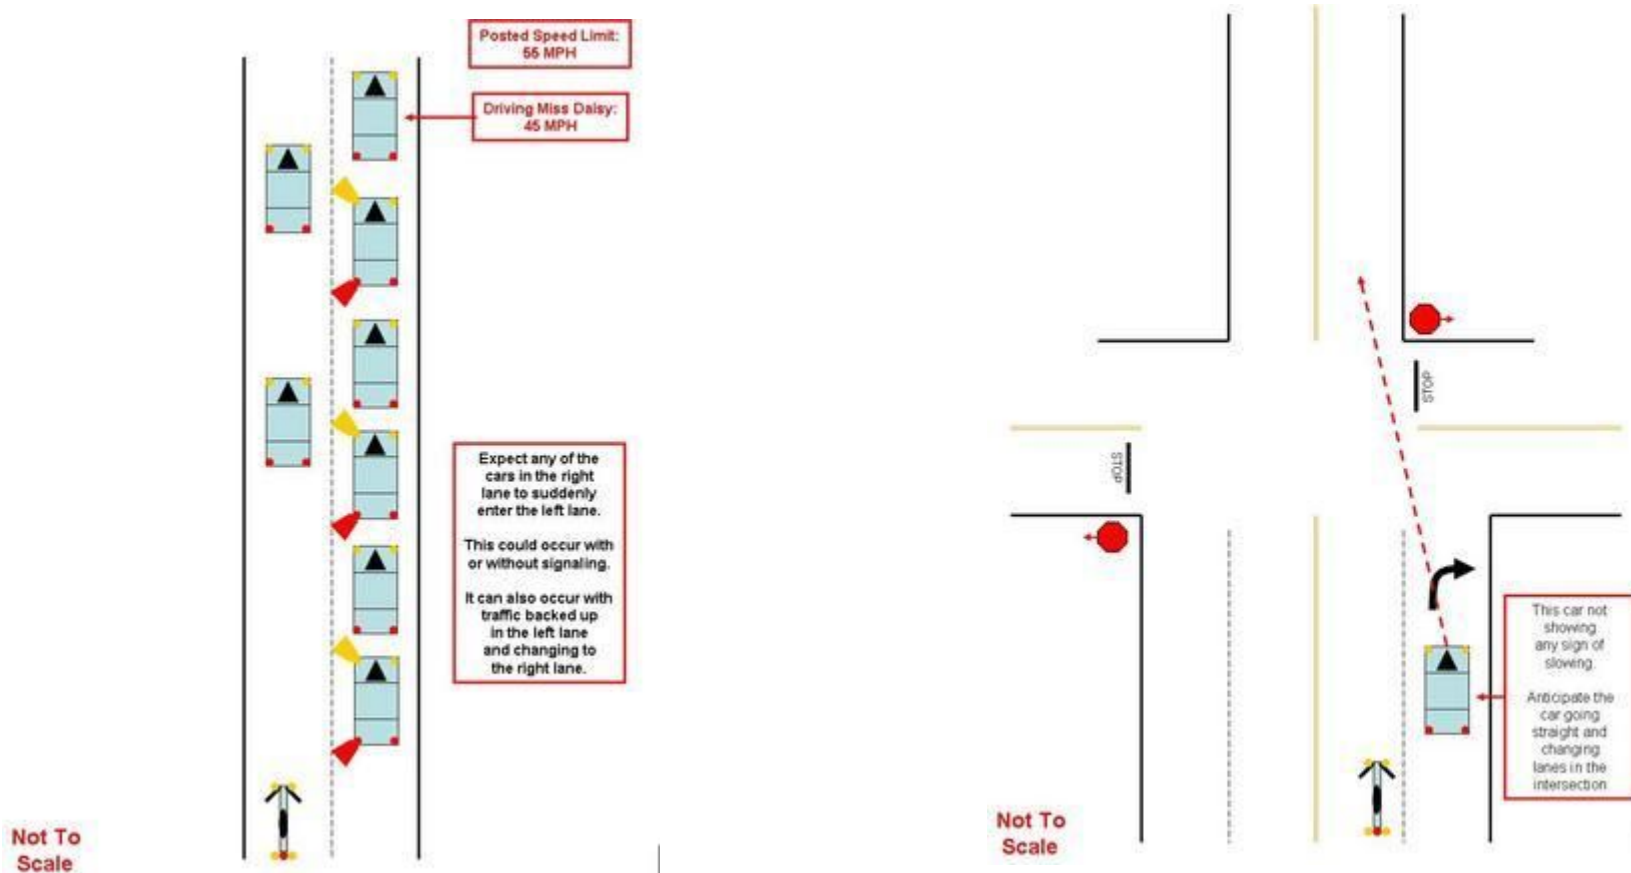 Posted Speed Limit:
55 MPH
Driving Miss Daisy:
45 MPH
Expect any of the
cars in the right
lane to suddenly
enter the left lane.
This could occur with
or without signaling.
It can also occur with
traffic backed up
in the left lane
and changing to
the right lane.
Not To
Scale
STOP
STOP
This car not
showing
any sign of
slowing.
Anticipate the
car going
straight and
changing
lanes in the
intersection
Not To
Scale